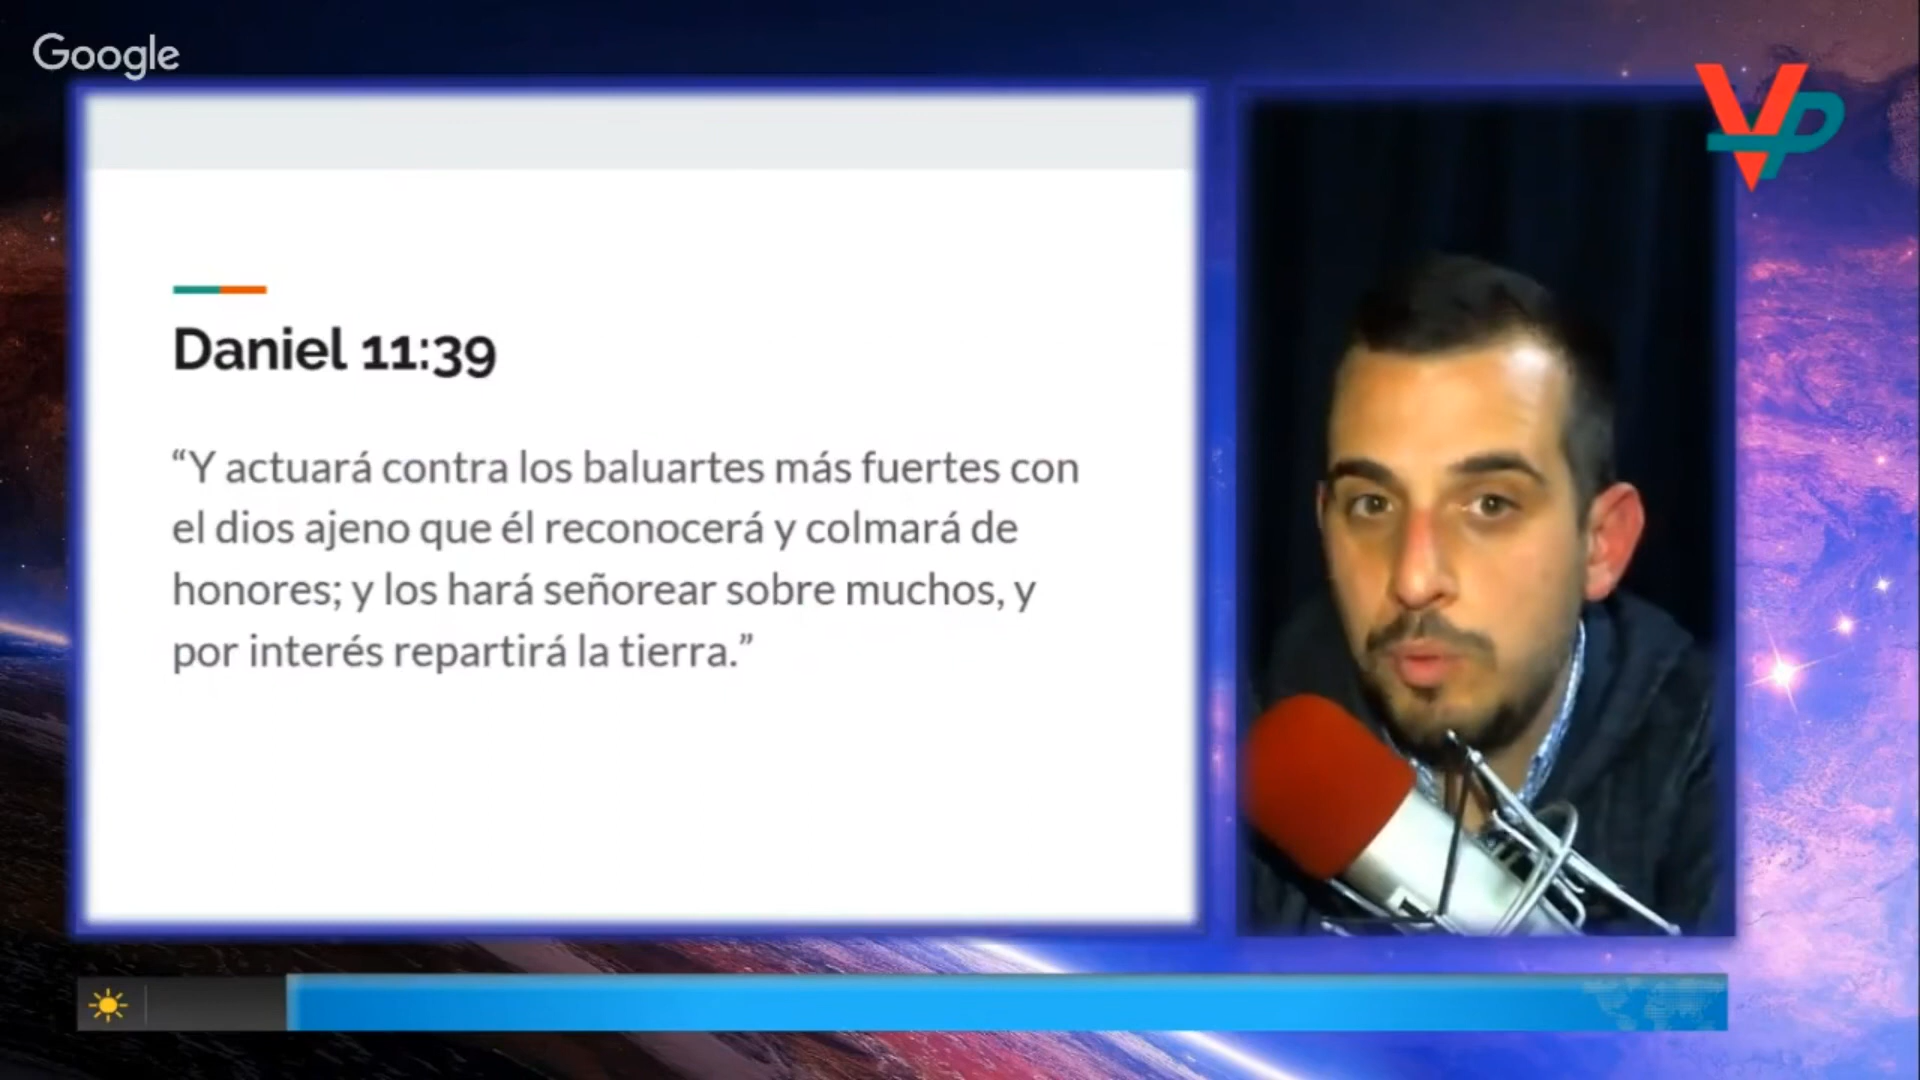 Google
VP
Daniel 11:39
“Y actuará contra los baluartes más fuertes con
el dios ajeno que él reconocerá y colmará de
honores; y los hará señorear sobre muchos, y
por interés repartirá la tierra.”